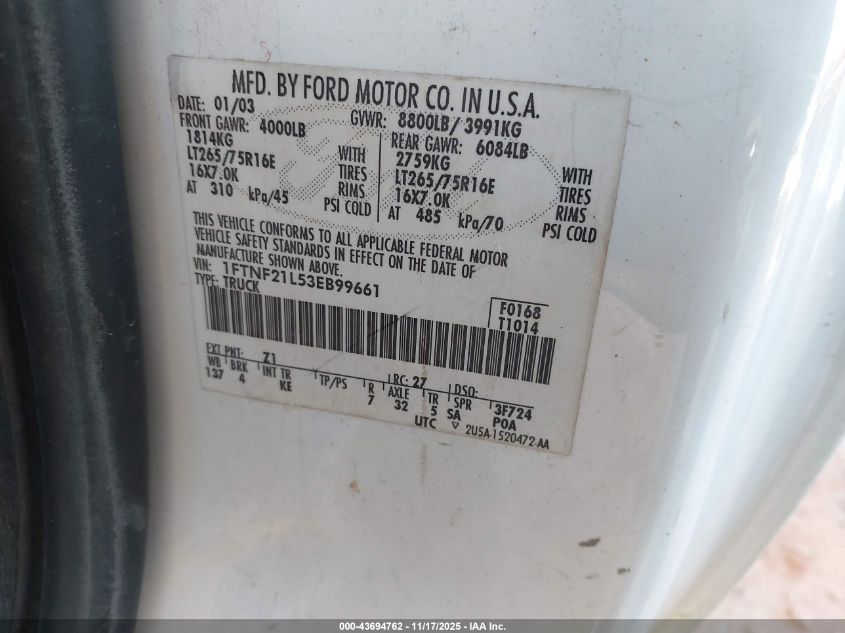 MFD. BY FORD MOTOR CO. IN U.S.A.
DATE: 01/03 GVWR: 8800LB/ 3991KG
FRONT GAWR: 4000LB REAR GAWR: 6084LB
1814KG WITH 2759KG WITH
LT265/75R16E TIRES LT265/75R16E TIRES
16X7.0K RIMS 16X7.0K RIMS
AT 310 kPa/45 PSI COLD AT 485 kPa/70 PSI COLD
THIS VEHICLE CONFORMS TO ALL APPLICABLE FEDERAL MOTOR
VEHICLE SAFETY STANDARDS IN EFFECT ON THE DATE OF
MANUFACTURE SHOWN ABOVE.
VIN: 1FTNF21L53EB99661
TYPE: TRUCK
F0168
T1014
EXT PNT: Z1 RC: 27 DSO:
WB BRK INT TR TP/PS R AXLE TR SPR 3F724
137 4 KE 7 32 5 SA POA
UTC ▽ 2U5A-1520472-AA
000-43694762 - 11/17/2025 - IAA Inc.